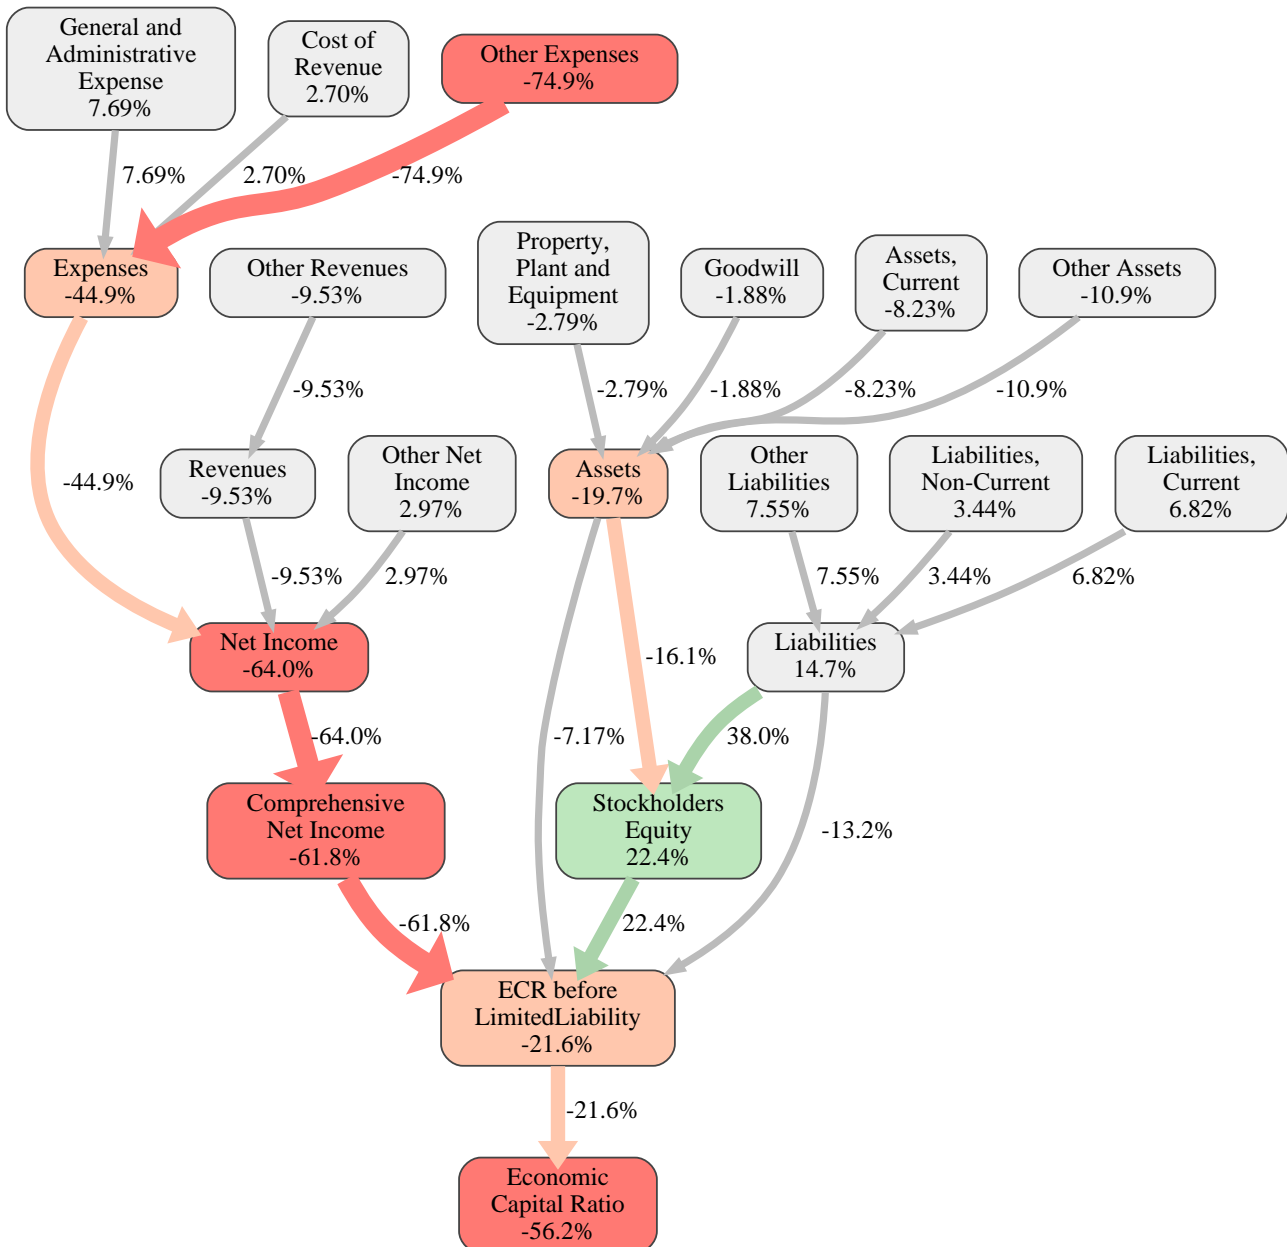 General and
Administrative
Expense
7.69%
Cost of
Revenue
2.70%
Other Expenses
-74.9%
7.69%
2.70%
-74.9%
Expenses
-44.9%
Other Revenues
-9.53%
Property,
Plant and
Equipment
-2.79%
Goodwill
-1.88%
Assets,
Current
-8.23%
Other Assets
-10.9%
-9.53%
-2.79%
-1.88%
-8.23%
-10.9%
-44.9%
Revenues
-9.53%
Other Net
Income
2.97%
Assets
-19.7%
Other
Liabilities
7.55%
Liabilities,
Non-Current
3.44%
Liabilities,
Current
6.82%
-9.53%
2.97%
7.55%
3.44%
6.82%
Net Income
-64.0%
-16.1%
Liabilities
14.7%
-64.0%
-7.17%
38.0%
Comprehensive
Net Income
-61.8%
Stockholders
Equity
22.4%
-13.2%
-61.8%
22.4%
ECR before
LimitedLiability
-21.6%
-21.6%
Economic
Capital Ratio
-56.2%